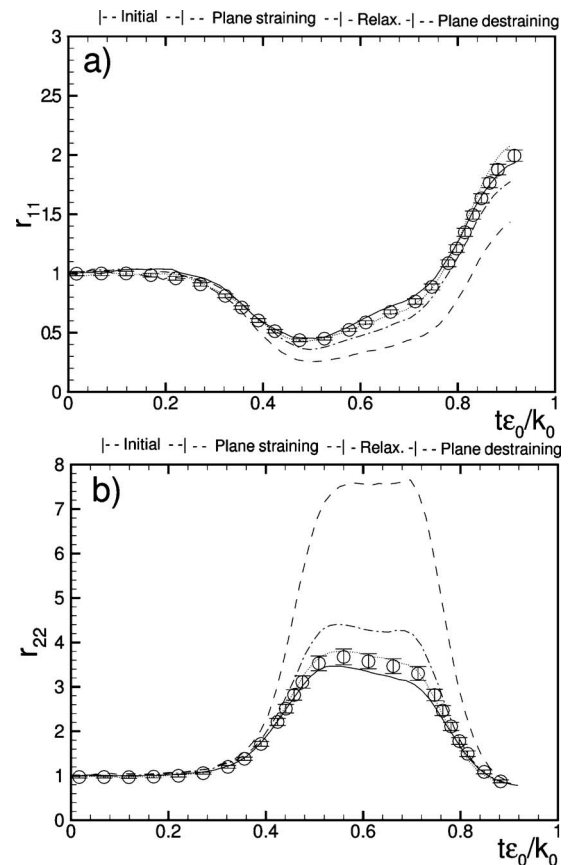 |-- Initial --|-- Plane straining --|-- Relax. --|-- Plane destraining
a)
3
2.5
2
1.5
1
0.5
0
r11
0 0.2 0.4 0.6 0.8 1
tε0/k0
|-- Initial --|-- Plane straining --|-- Relax. --|-- Plane destraining
b)
8
7
6
5
4
3
2
1
0
r22
0 0.2 0.4 0.6 0.8 1
tε0/k0